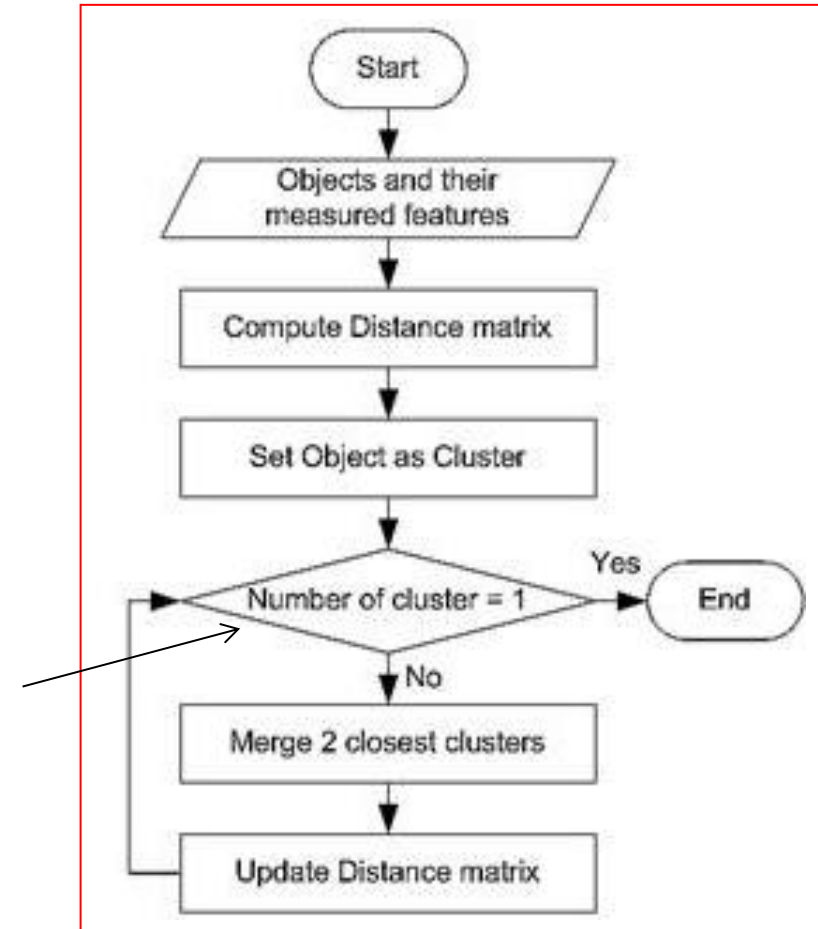 Start
Objects and their
measured features
Compute Distance matrix
Set Object as Cluster
Number of cluster = 1
Yes
End
No
Merge 2 closest clusters
Update Distance matrix